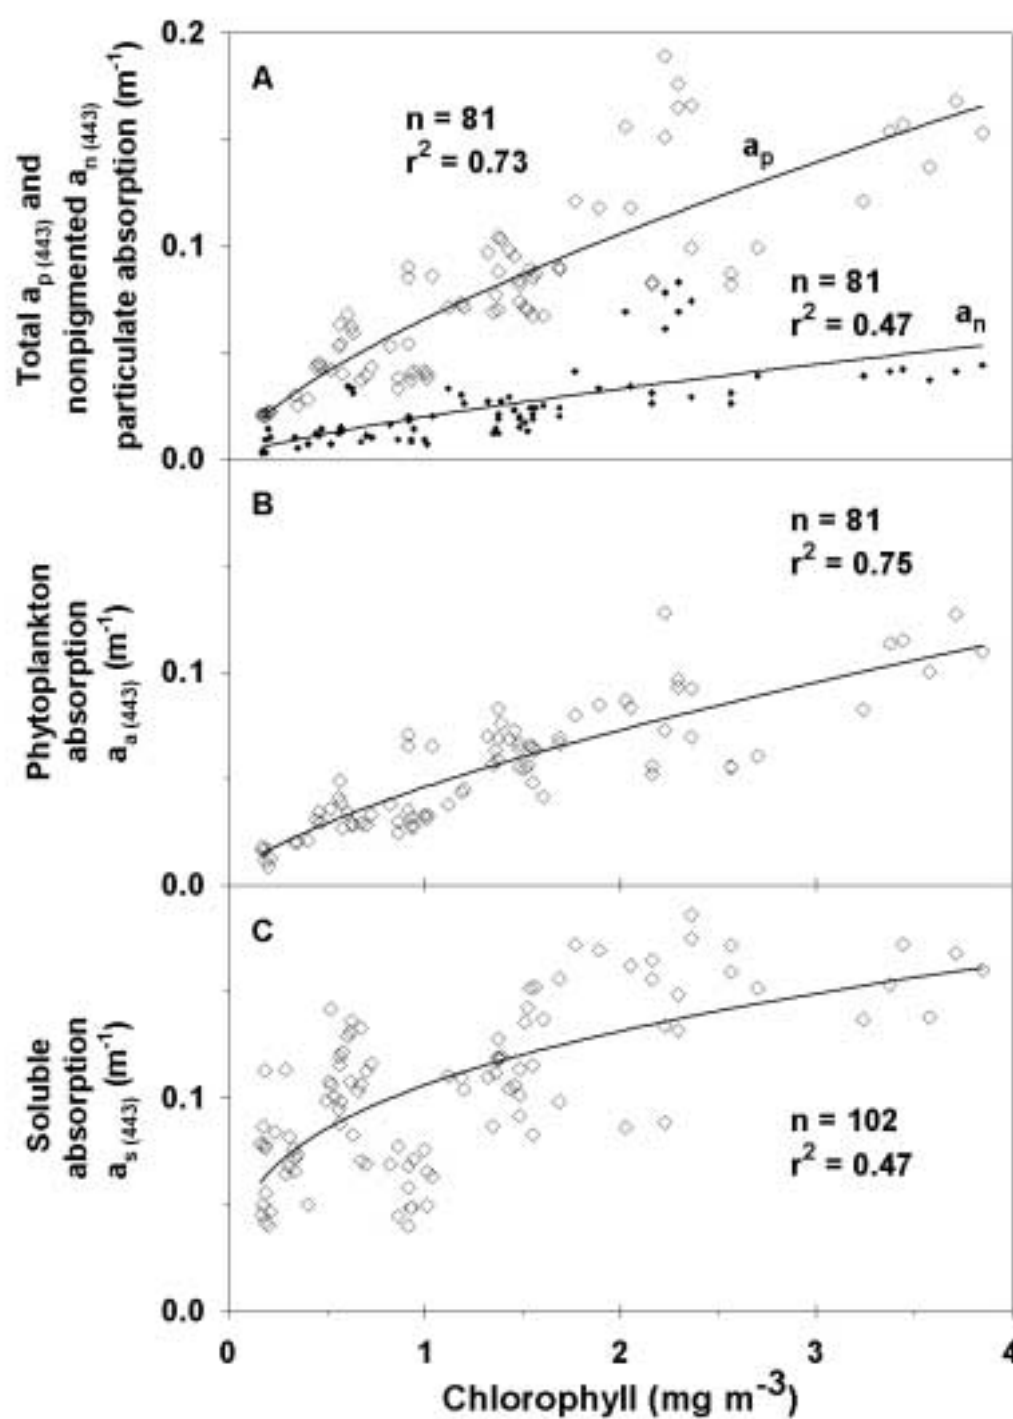 Total a_p (443) and
nonpigmented a_n (443)
particulate absorption (m⁻¹)
0.2
0.1
0.0
A
n = 81
r² = 0.73
a_p
n = 81
r² = 0.47
a_n
Phytoplankton
absorption
a_a (443) (m⁻¹)
0.1
0.0
B
n = 81
r² = 0.75
Soluble
absorption
a_s (443) (m⁻¹)
0.1
0.0
C
n = 102
r² = 0.47
0 1 2 3 4
Chlorophyll (mg m⁻³)